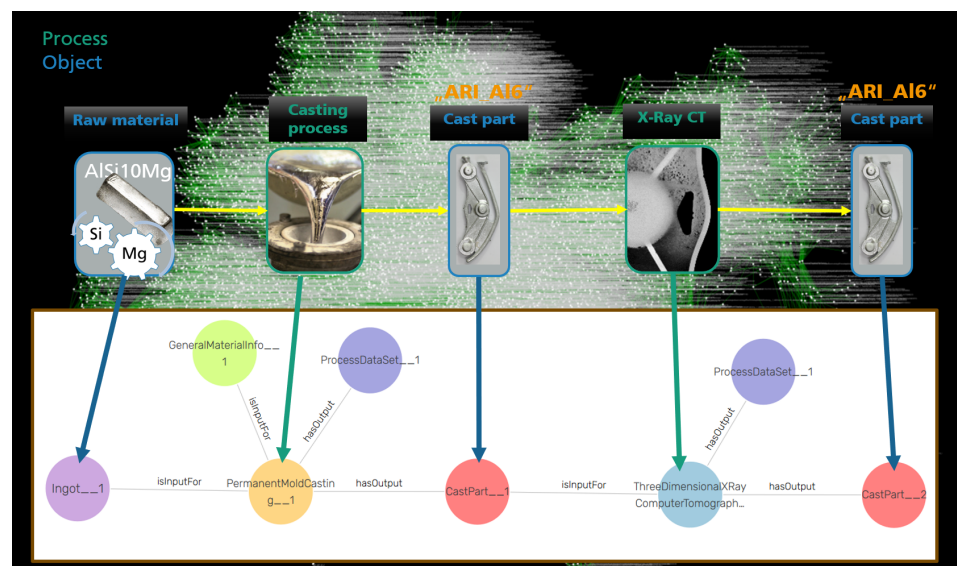 Process
Object
„ARI_Al6“
„ARI_Al6“
Raw material
Casting
process
Cast part
X-Ray CT
Cast part
AlSi10Mg
Si
Mg
GeneralMaterialInfo__
1
ProcessDataSet__1
ProcessDataSet__1
isInputFor
hasOutput
hasOutput
Ingot__1
isInputFor
PermanentMoldCastin
g__1
hasOutput
CastPart__1
isInputFor
ThreeDimensionalXRay
ComputerTomograph...
hasOutput
CastPart__2